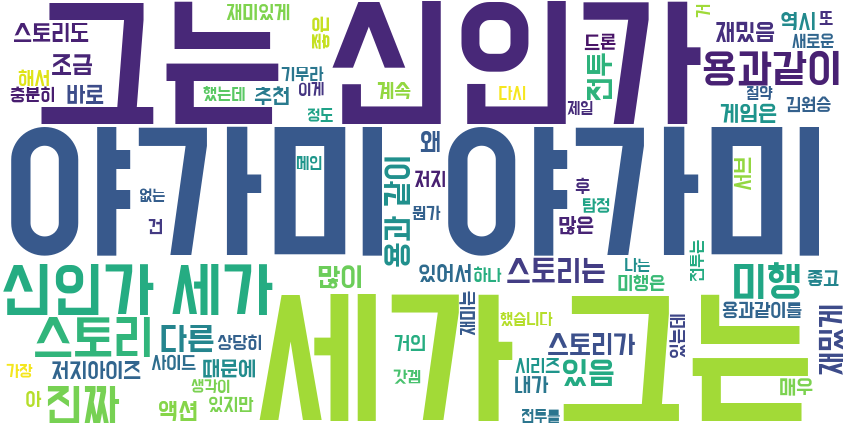 그는 신인가
재미있게
좋은
거
스토리도
조금
해서
충분히
바로
했는데
추천
기무라
이게
정도
계속
다시
드론
전투
제일
재밌음
역시
또
새로운
용과같이
절약
게임은
김원승
야가미 야가미
메인
없는
건
용과 같이
왜
저지
뭔가
후
탐정
많은
서브
신인가 세가
많이
있어서
하나
스토리는
나는
미행은
전투는
미행
좋고
세가 그는
스토리
다른
상당히
사이드
때문에
저지아이즈
가장
아
진짜
액션
생각이
있지만
거의
갓겜
재미는
했습니다
스토리가
시리즈
있음
내가
전투를
있는데
용과같이를
재밌게
매우